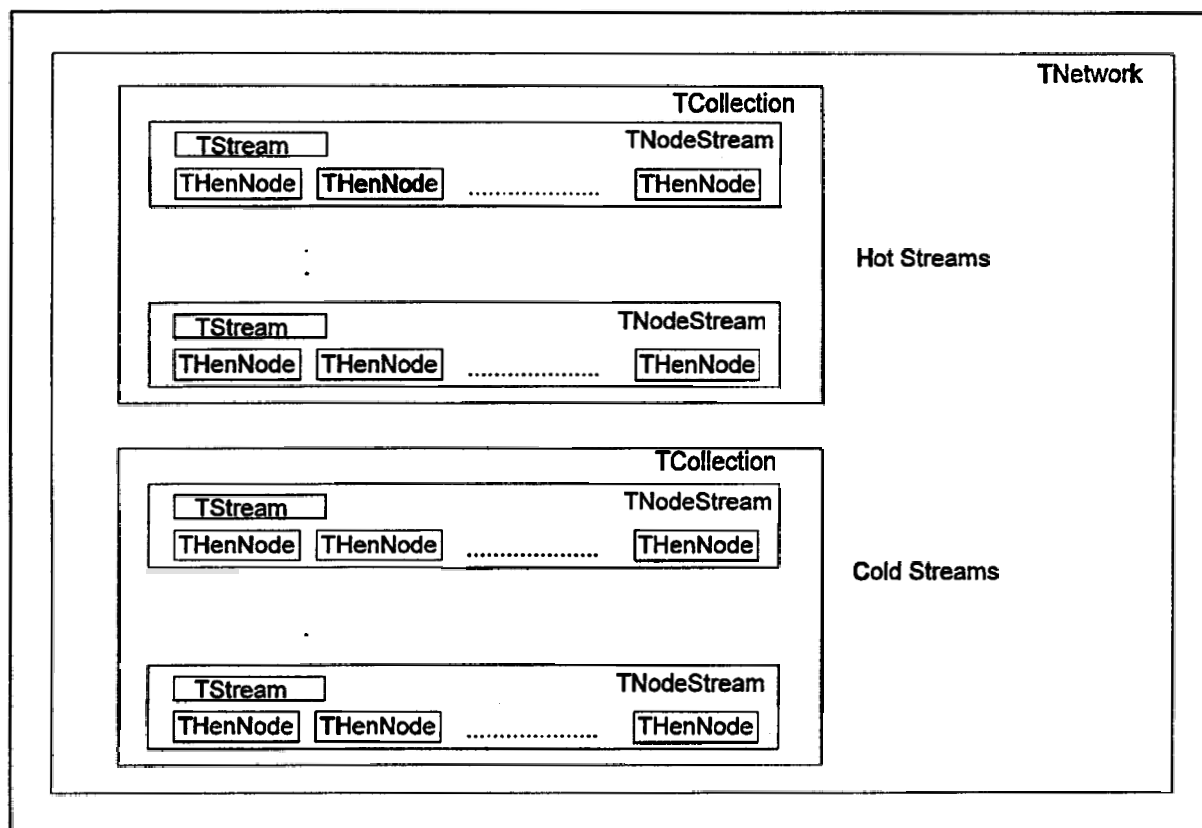 TNetwork
TCollection
TStream TNodeStream
THenNode THenNode .................... THenNode
Hot Streams
TStream TNodeStream
THenNode THenNode .................... THenNode
TCollection
TStream TNodeStream
THenNode THenNode .................... THenNode
Cold Streams
TStream TNodeStream
THenNode THenNode .................... THenNode